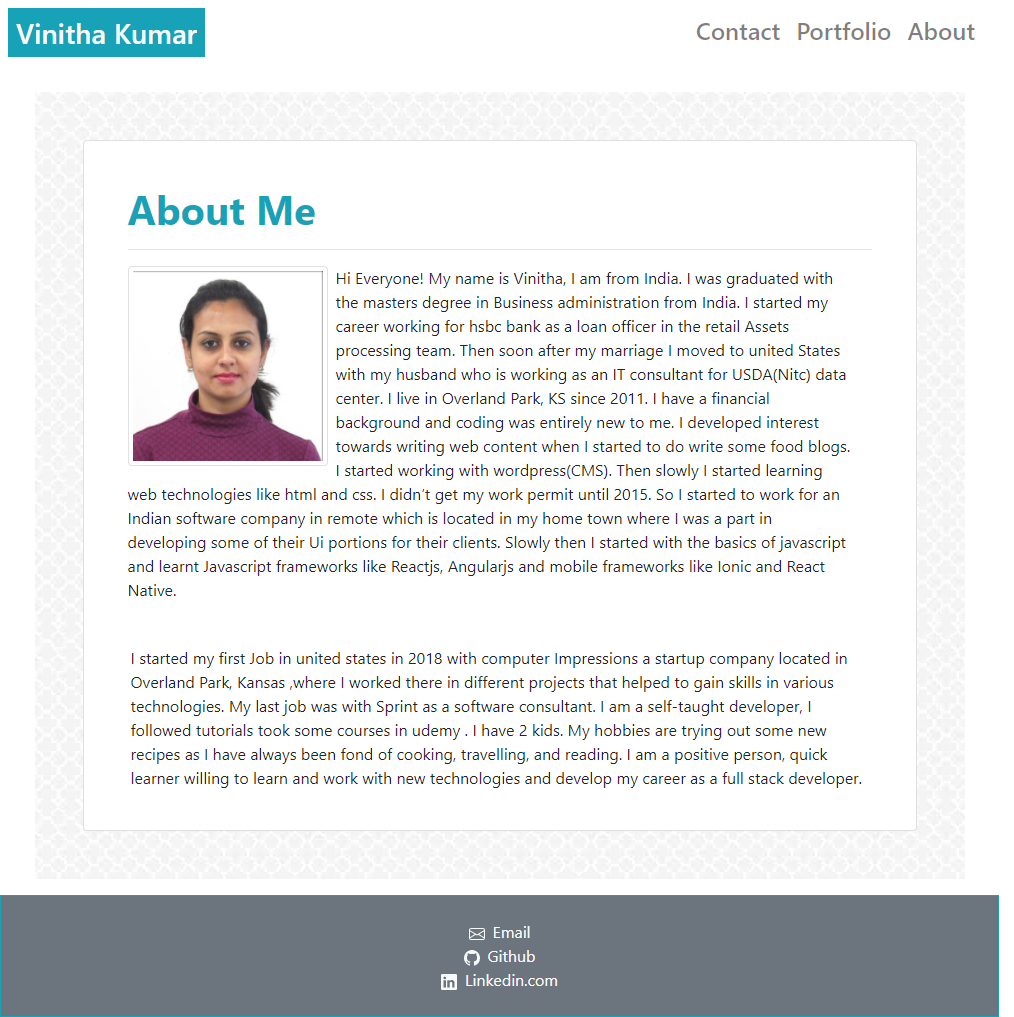 Vinitha Kumar
Contact Portfolio About
About Me
Hi Everyone! My name is Vinitha, I am from India. I was graduated with
the masters degree in Business administration from India. I started my
career working for hsbc bank as a loan officer in the retail Assets
processing team. Then soon after my marriage I moved to united States
with my husband who is working as an IT consultant for USDA(Nitc) data
center. I live in Overland Park, KS since 2011. I have a financial
background and coding was entirely new to me. I developed interest
towards writing web content when I started to do write some food blogs.
I started working with wordpress(CMS). Then slowly I started learning
web technologies like html and css. I didn’t get my work permit until 2015. So I started to work for an
Indian software company in remote which is located in my home town where I was a part in
developing some of their Ui portions for their clients. Slowly then I started with the basics of javascript
and learnt Javascript frameworks like Reactjs, Angularjs and mobile frameworks like Ionic and React
Native.
I started my first Job in united states in 2018 with computer Impressions a startup company located in
Overland Park, Kansas ,where I worked there in different projects that helped to gain skills in various
technologies. My last job was with Sprint as a software consultant. I am a self-taught developer, I
followed tutorials took some courses in udemy . I have 2 kids. My hobbies are trying out some new
recipes as I have always been fond of cooking, travelling, and reading. I am a positive person, quick
learner willing to learn and work with new technologies and develop my career as a full stack developer.
Email
Github
Linkedin.com